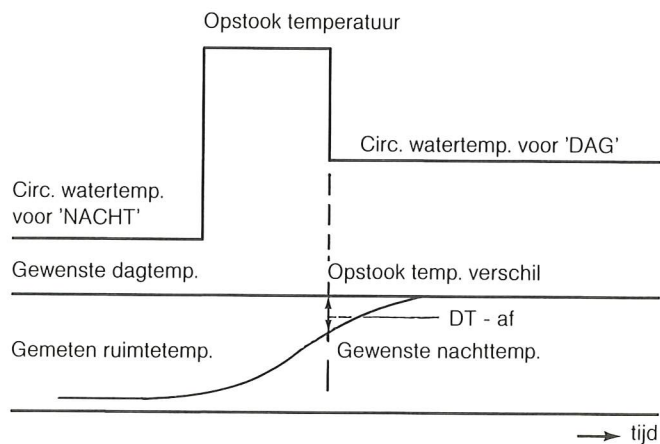 Opstook temperatuur
Circ. watertemp. voor 'DAG'
Circ. watertemp.
voor 'NACHT'
Gewenste dagtemp.
Opstook temp. verschil
DT - af
Gemeten ruimtetemp.
Gewenste nachttemp.
tijd